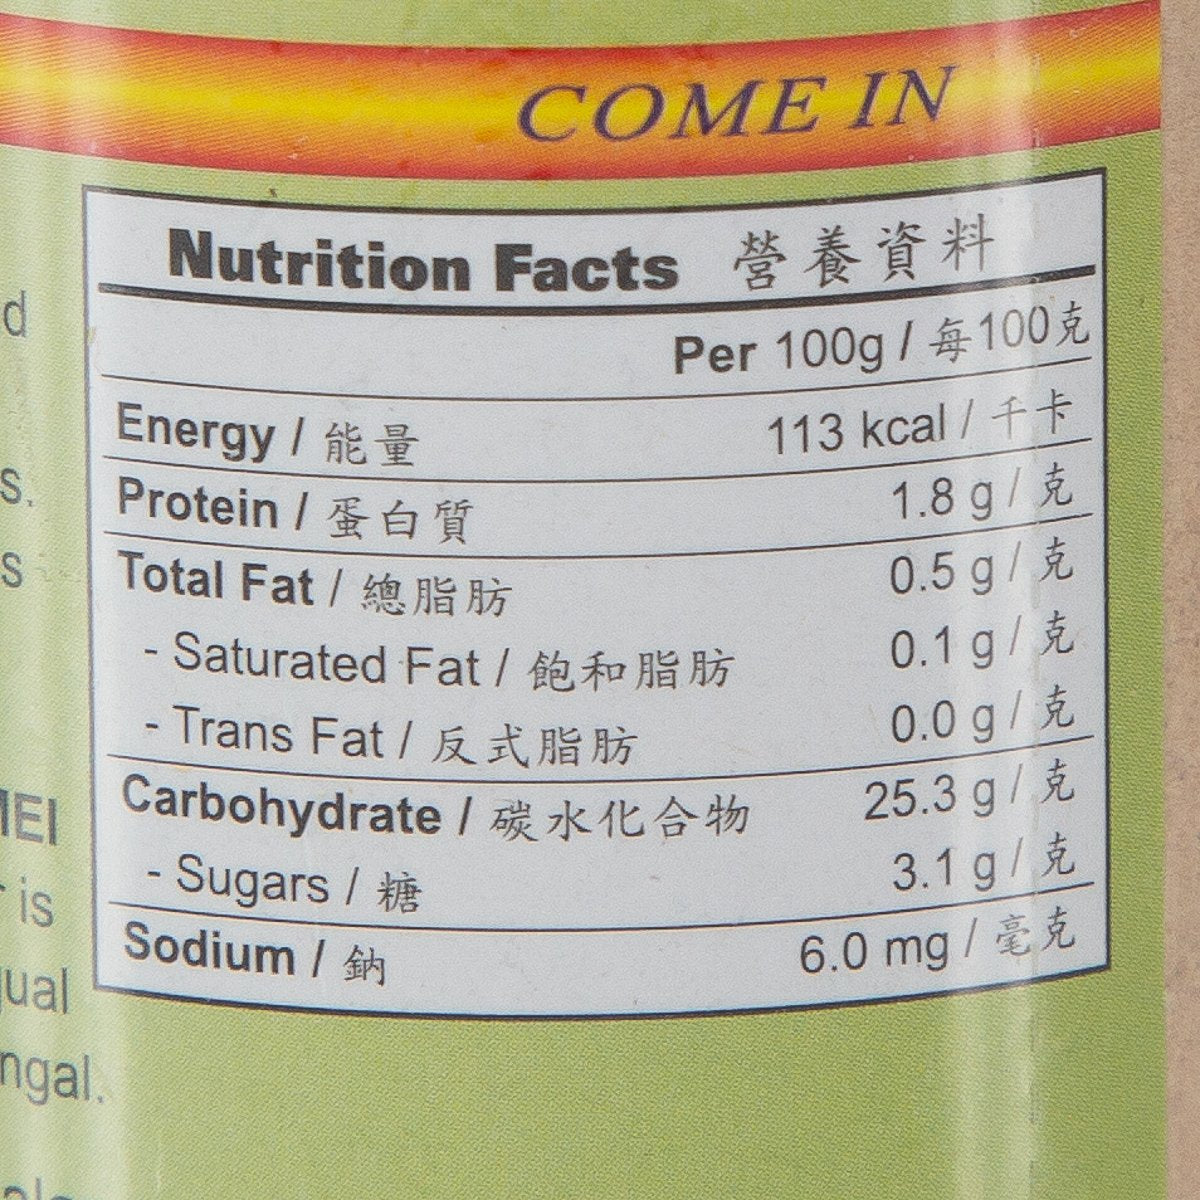 COME IN
Nutrition Facts 營養資料
Per 100g / 每100克
Energy / 能量 113 kcal / 千卡
Protein / 蛋白質 1.8 g / 克
Total Fat / 總脂肪 0.5 g / 克
- Saturated Fat / 飽和脂肪 0.1 g / 克
- Trans Fat / 反式脂肪 0.0 g / 克
Carbohydrate / 碳水化合物 25.3 g / 克
- Sugars / 糖 3.1 g / 克
Sodium / 鈉 6.0 mg / 毫克
is